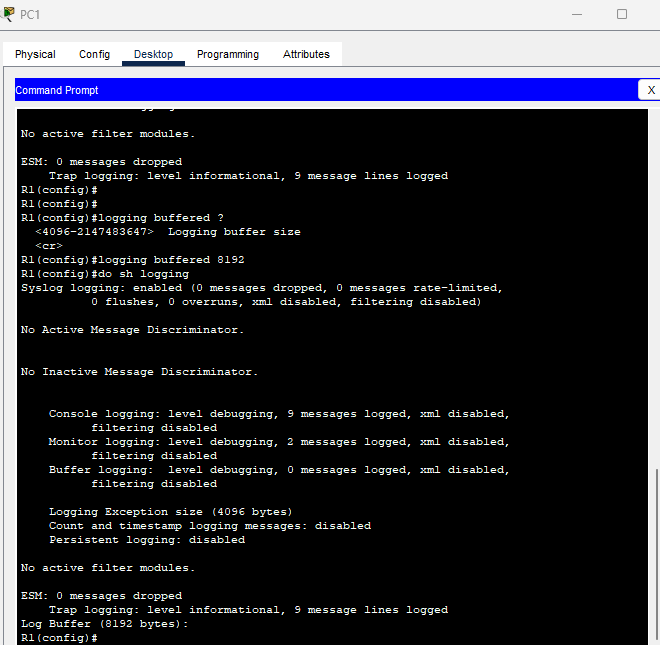 PC1
Physical Config Desktop Programming Attributes
Command Prompt X
No active filter modules.
ESM: 0 messages dropped
Trap logging: level informational, 9 message lines logged
R1(config)#
R1(config)#
R1(config)#logging buffered ?
<4096-2147483647> Logging buffer size
<cr>
R1(config)#logging buffered 8192
R1(config)#do sh logging
Syslog logging: enabled (0 messages dropped, 0 messages rate-limited,
0 flushes, 0 overruns, xml disabled, filtering disabled)
No Active Message Discriminator.
No Inactive Message Discriminator.
Console logging: level debugging, 9 messages logged, xml disabled,
filtering disabled
Monitor logging: level debugging, 2 messages logged, xml disabled,
filtering disabled
Buffer logging: level debugging, 0 messages logged, xml disabled,
filtering disabled
Logging Exception size (4096 bytes)
Count and timestamp logging messages: disabled
Persistent logging: disabled
No active filter modules.
ESM: 0 messages dropped
Trap logging: level informational, 9 message lines logged
Log Buffer (8192 bytes):
R1(config)#